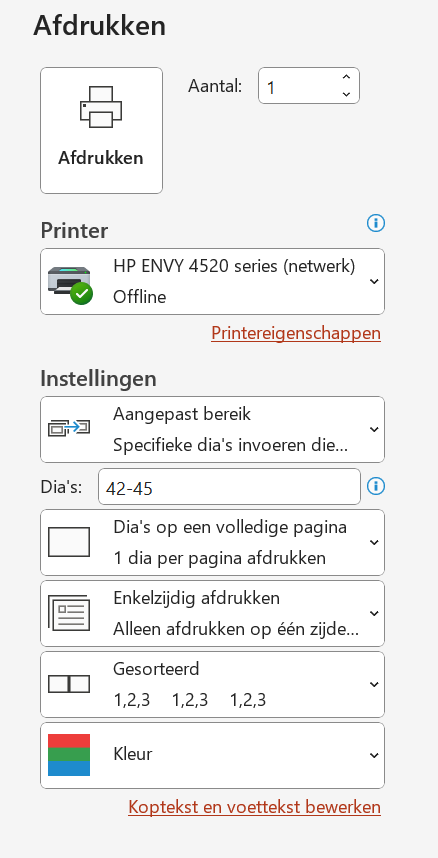 Afdrukken
Aantal: 1
Afdrukken
Printer
HP ENVY 4520 series (netwerk)
Offline
Printereigenschappen
Instellingen
Aangepast bereik
Specifieke dia's invoeren die...
Dia's: 42-45
Dia's op een volledige pagina
1 dia per pagina afdrukken
Enkelzijdig afdrukken
Alleen afdrukken op één zijde...
Gesorteerd
1,2,3 1,2,3 1,2,3
Kleur
Koptekst en voettekst bewerken